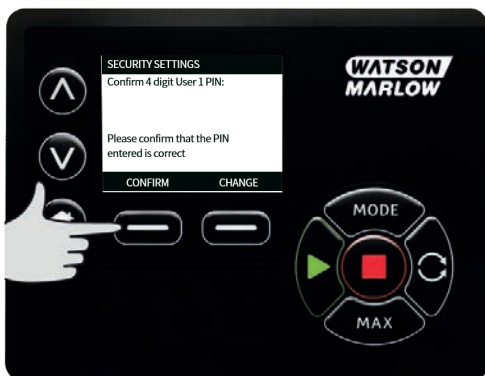 SECURITY SETTINGS
Confirm 4 digit User 1 PIN:
Please confirm that the PIN
entered is correct
CONFIRM CHANGE
WATSON
MARLOW
MODE
MAX